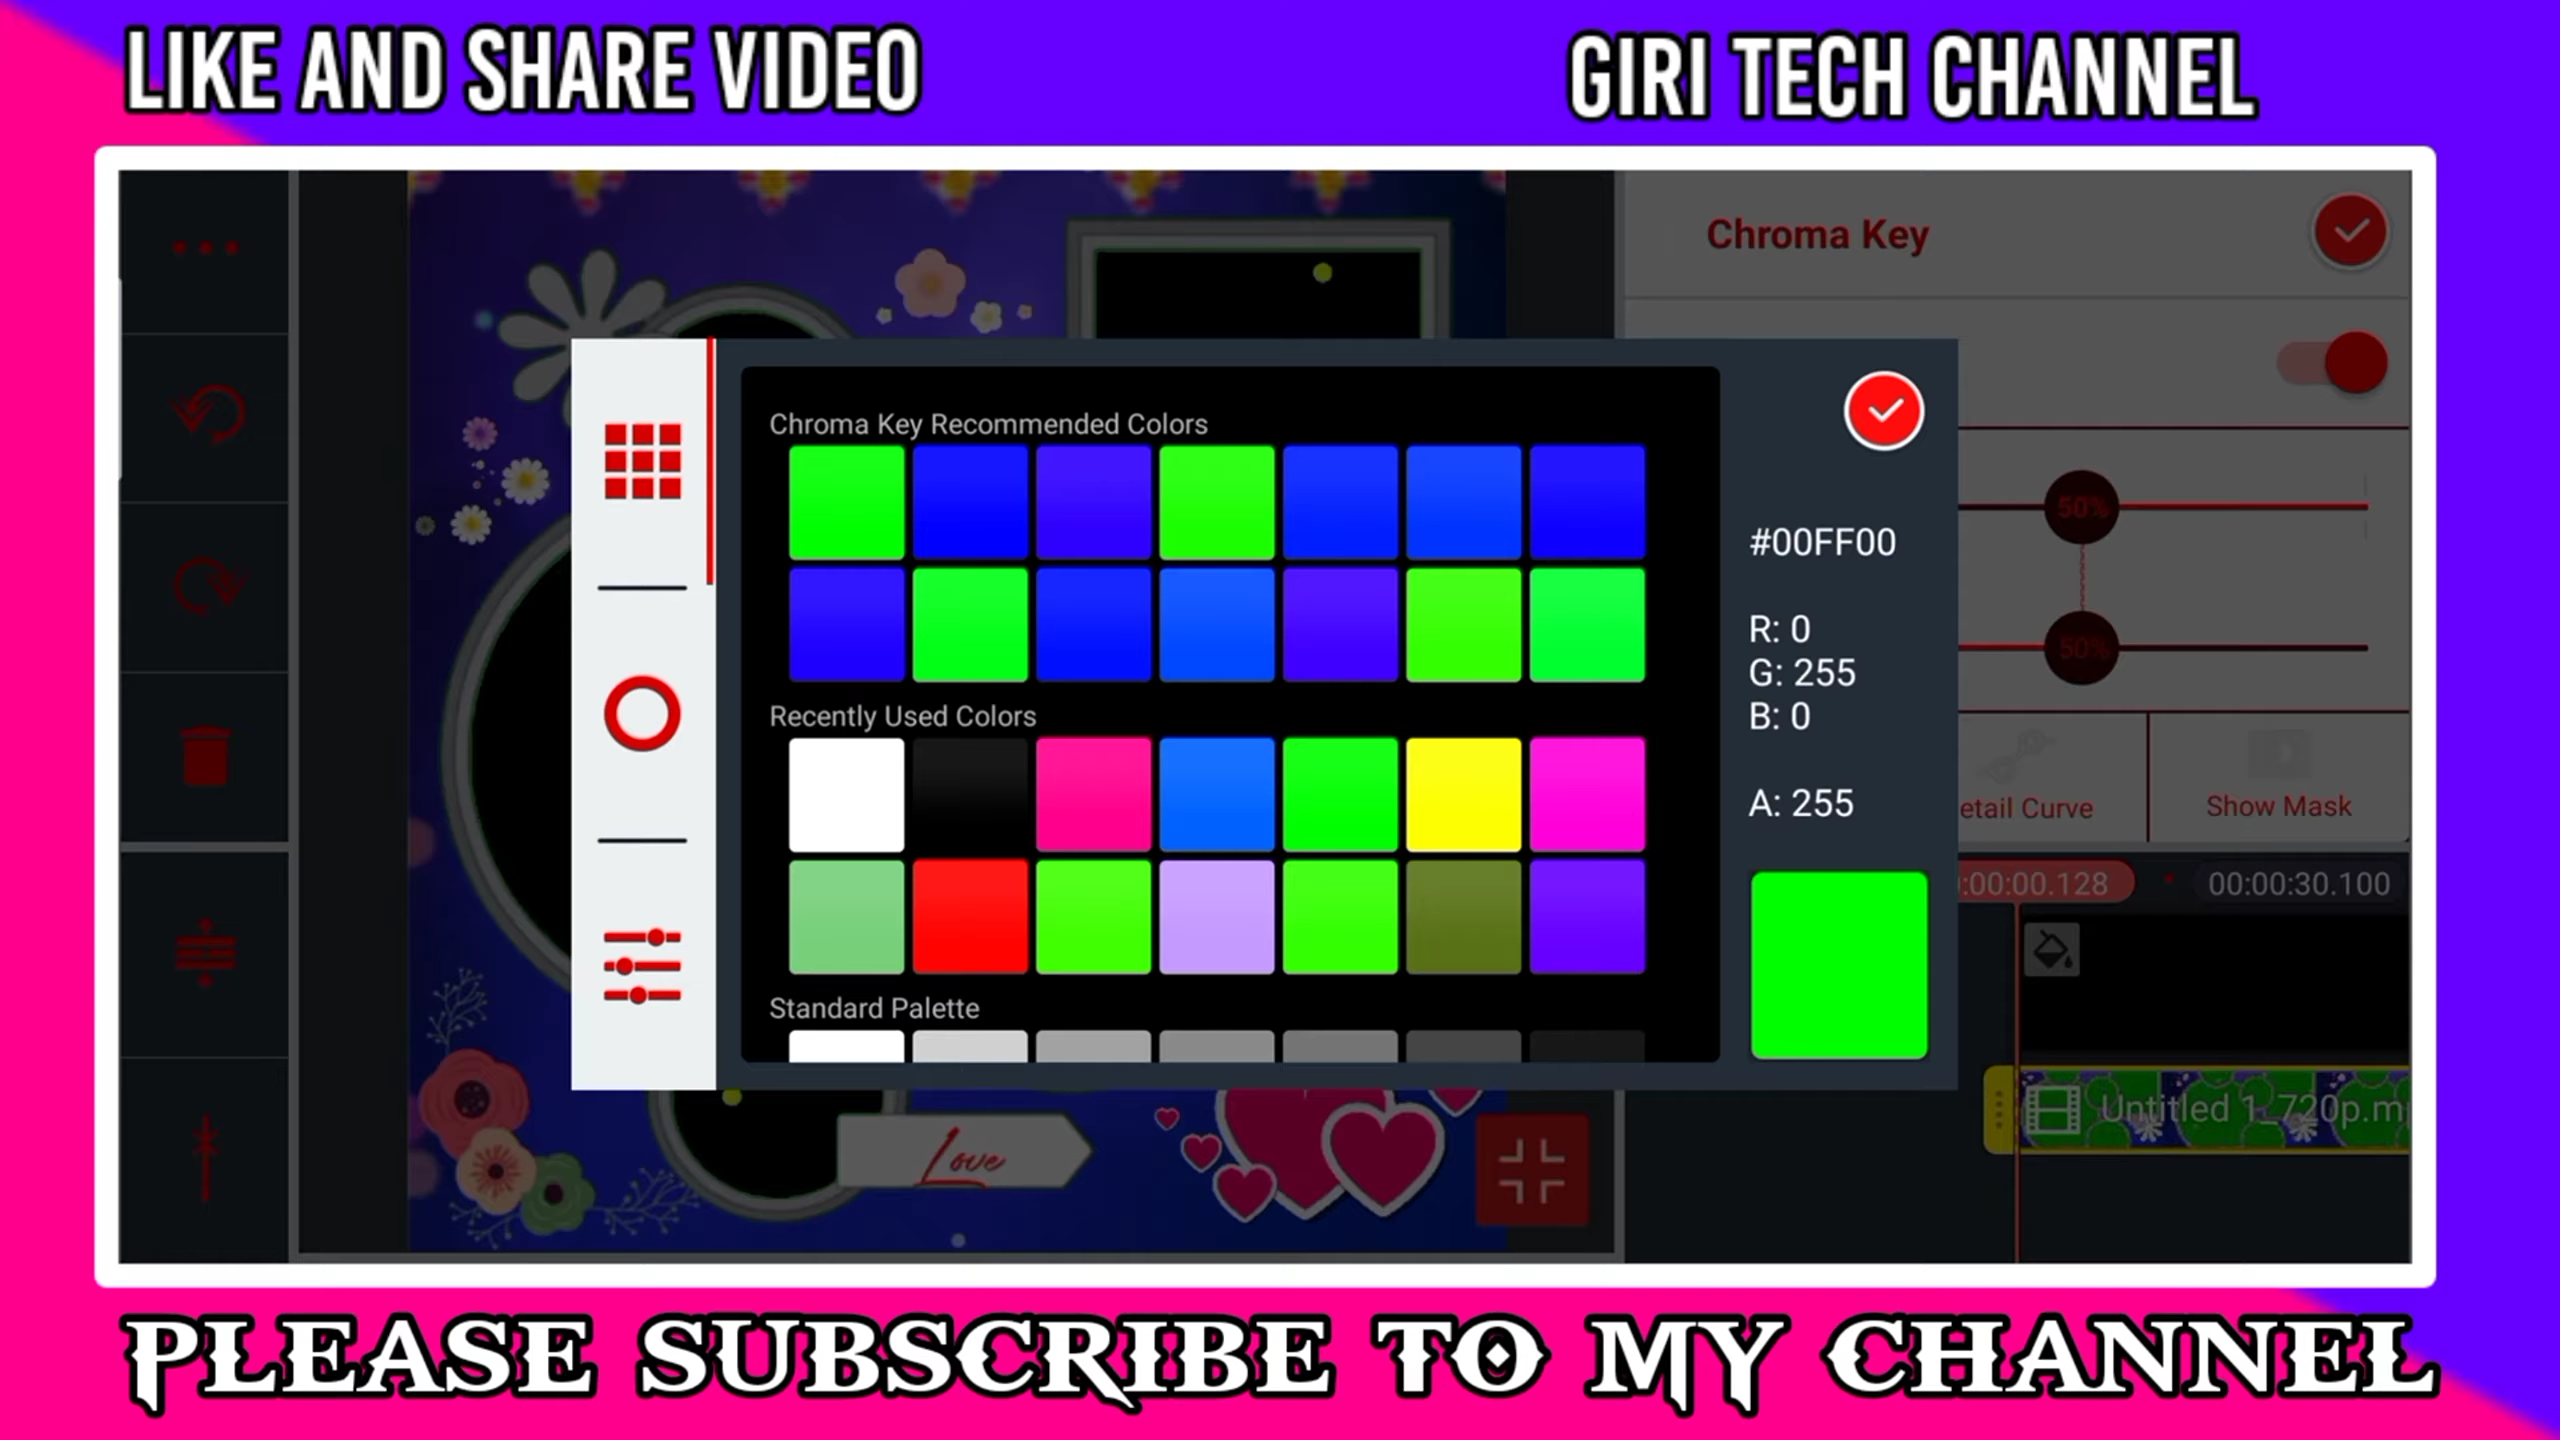 LIKE AND SHARE VIDEO
GIRI TECH CHANNEL
Chroma Key
Chroma Key Recommended Colors
#00FF00
50%
R: 0
G: 255
50%
Recently Used Colors
B: 0
A: 255
etail Curve
Show Mask
:00:00.128
00:00:30.100
Standard Palette
Untitled 1_720p.m
Love
PLEASE SUBSCRIBE TO MY CHANNEL